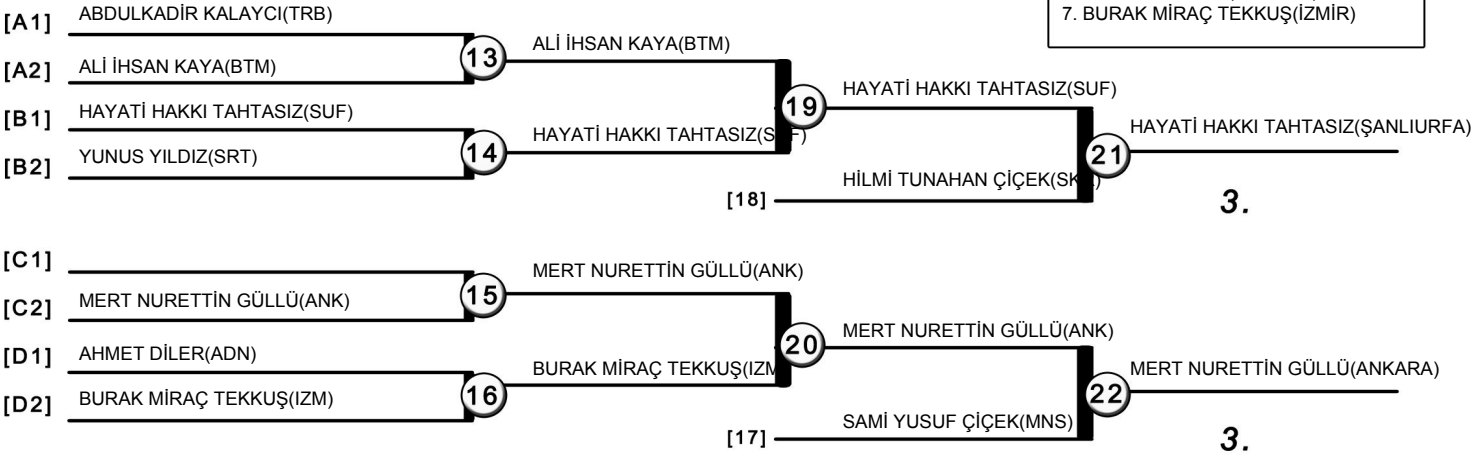 7. BURAK MİRAÇ TEKKUŞ(İZMİR)
[A1] ABDULKADİR KALAYCI(TRB)
13
ALİ İHSAN KAYA(BTM)
[A2] ALİ İHSAN KAYA(BTM)
19
HAYATİ HAKKI TAHTASIZ(SUF)
[B1] HAYATİ HAKKI TAHTASIZ(SUF)
14
HAYATİ HAKKI TAHTASIZ(SUF)
[B2] YUNUS YILDIZ(SRT)
21
HAYATİ HAKKI TAHTASIZ(ŞANLIURFA)
[18] HİLMİ TUNAHAN ÇİÇEK
3.
[C1]
15
MERT NURETTİN GÜLLÜ(ANK)
[C2] MERT NURETTİN GÜLLÜ(ANK)
20
MERT NURETTİN GÜLLÜ(ANK)
[D1] AHMET DİLER(ADN)
16
BURAK MİRAÇ TEKKUŞ(IZM
[D2] BURAK MİRAÇ TEKKUŞ(IZM)
22
MERT NURETTİN GÜLLÜ(ANKARA)
[17] SAMİ YUSUF ÇİÇEK(MNS)
3.